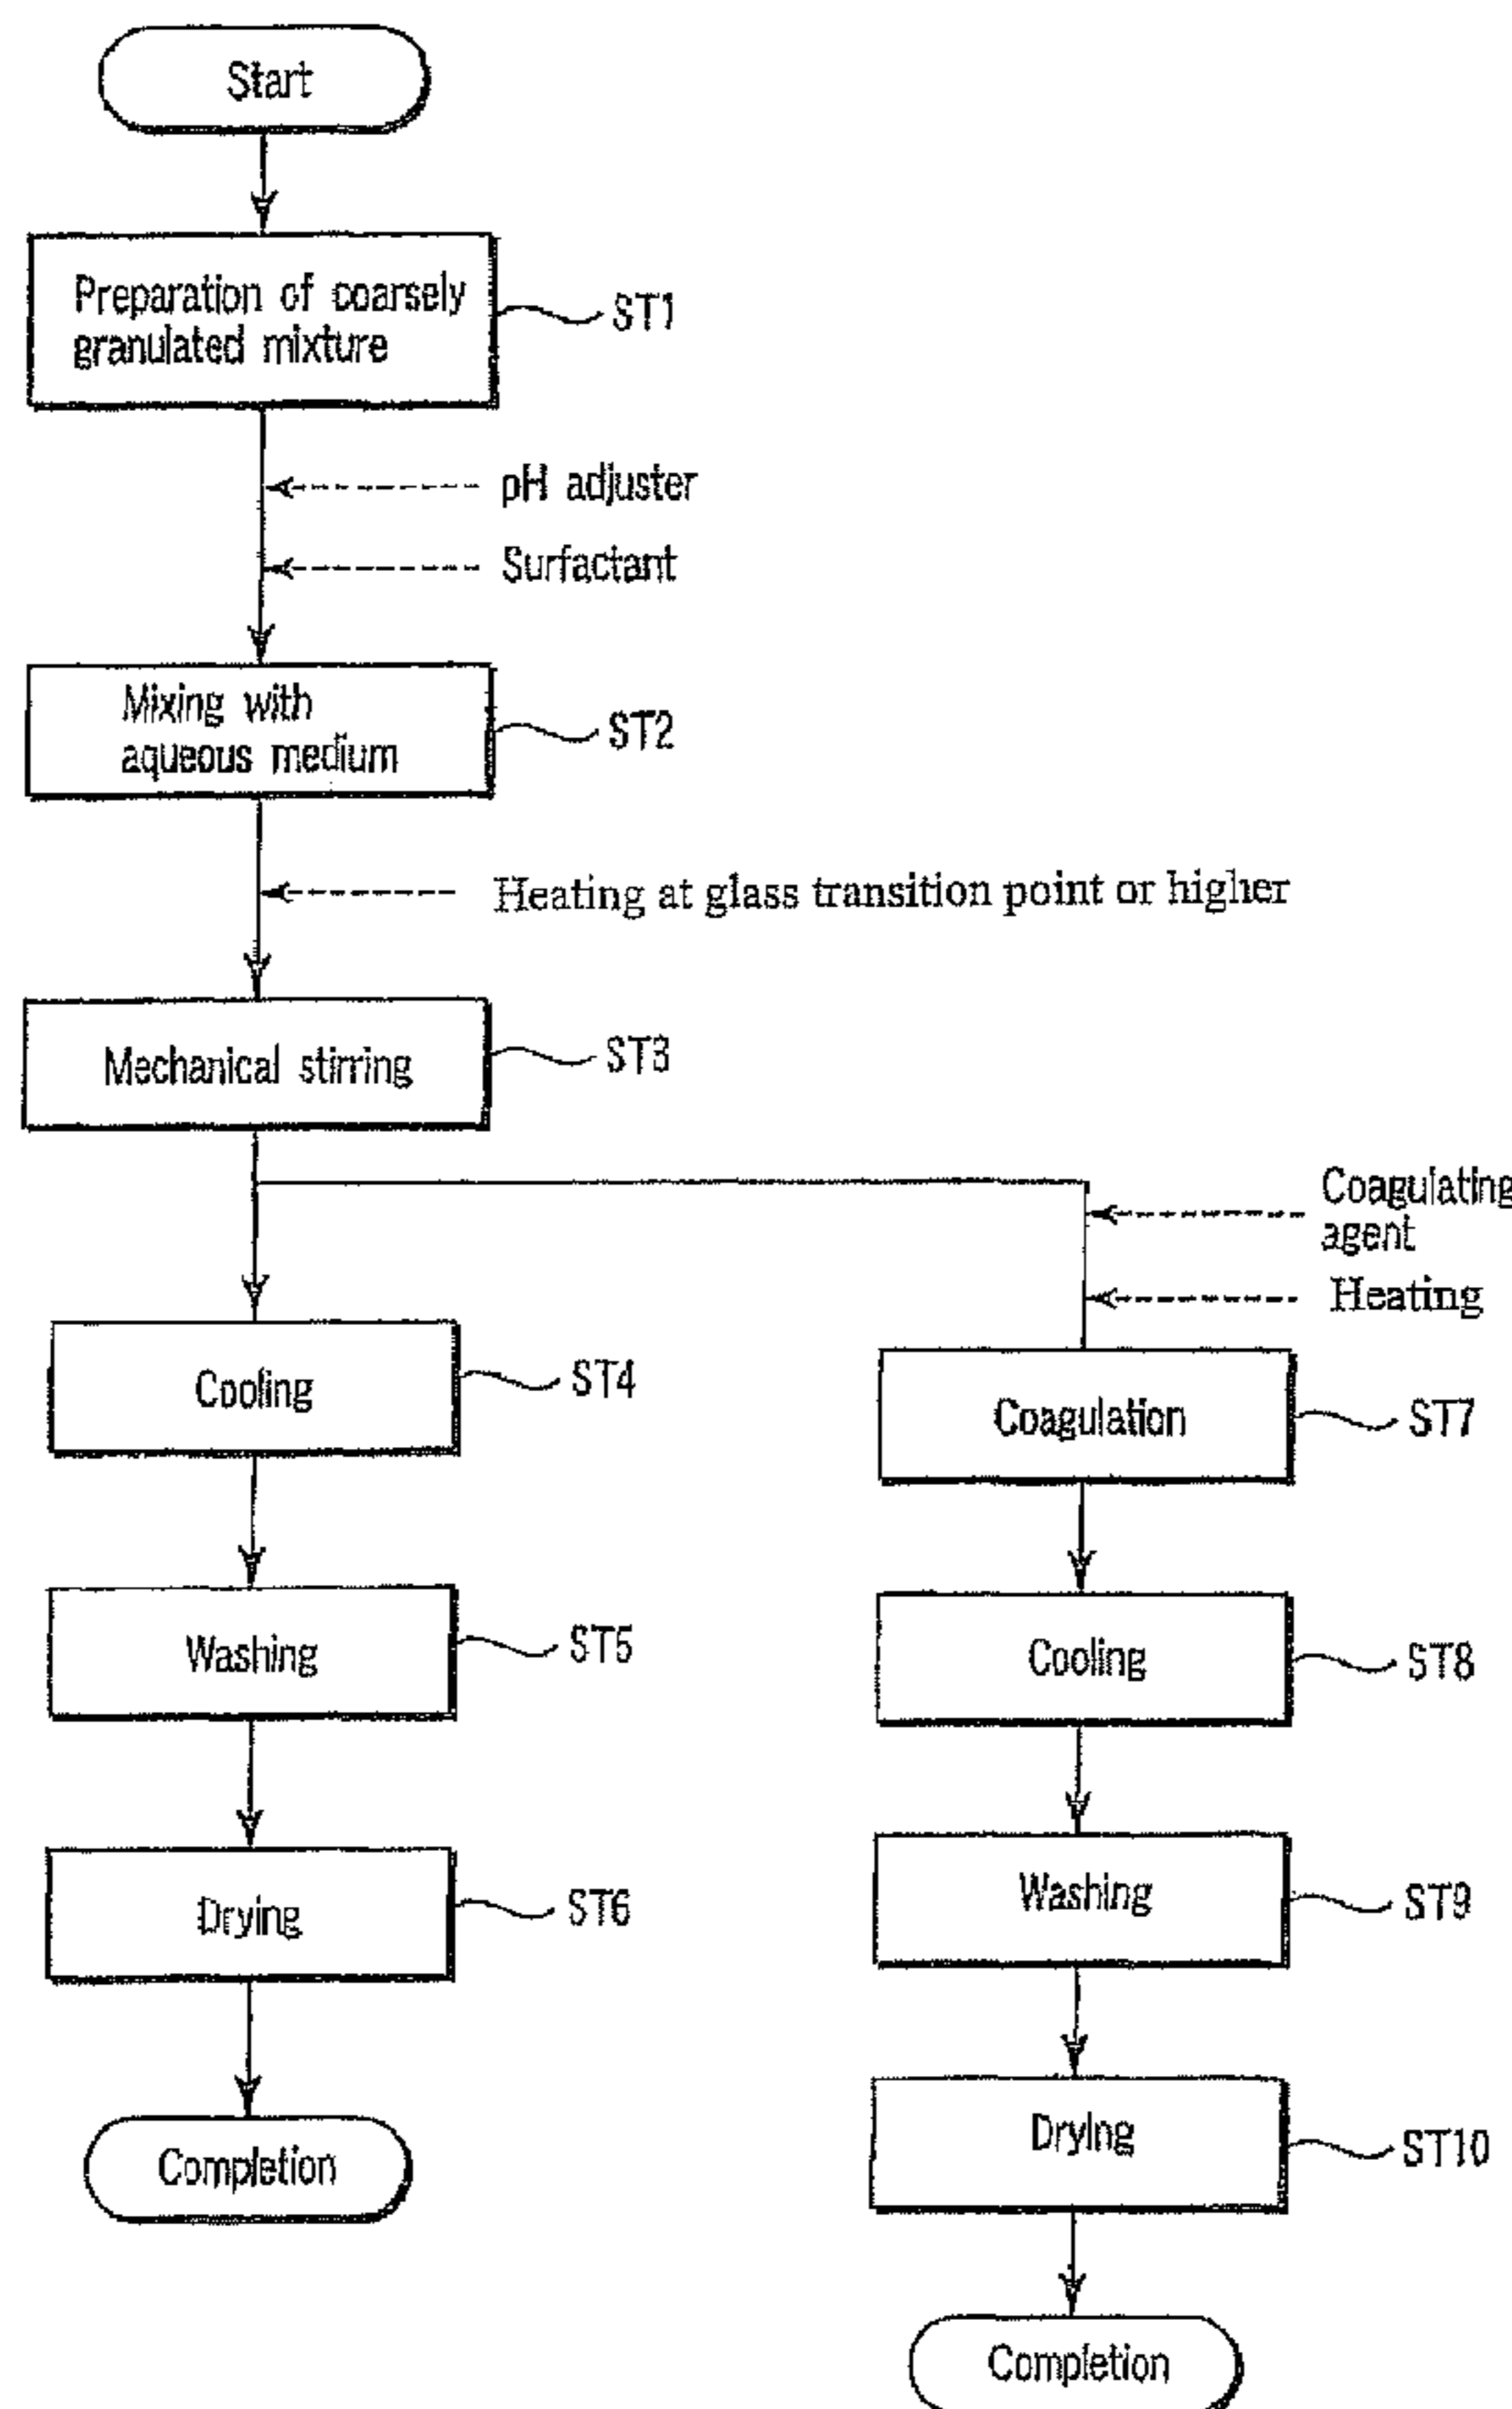 Start
Preparation of coarsely
granulated mixture
ST1
pH adjuster
Surfactant
Mixing with
aqueous medium
ST2
Heating at glass transition point or higher
Mechanical stirring
ST3
Coagulating
agent
Heating
Cooling
ST4
Coagulation
ST7
Washing
ST5
Cooling
ST8
Drying
ST6
Washing
ST9
Completion
Drying
ST10
Completion